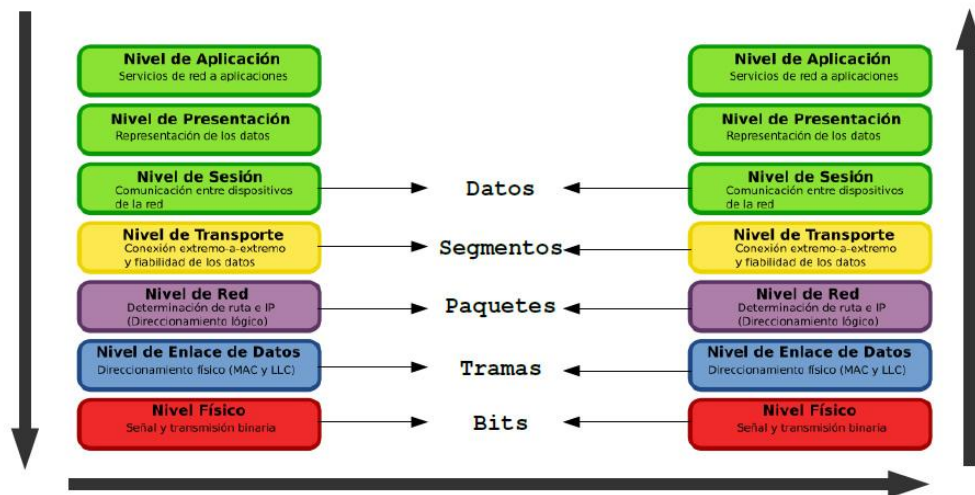 Nivel de Aplicación
Servicios de red a aplicaciones
Nivel de Presentación
Representación de los datos
Nivel de Sesión
Comunicación entre dispositivos
de la red
Nivel de Transporte
Conexión extremo-a-extremo
y fiabilidad de los datos
Nivel de Red
Determinación de ruta e IP
(Direccionamiento lógico)
Nivel de Enlace de Datos
Direccionamiento físico (MAC y LLC)
Nivel Físico
Señal y transmisión binaria
Datos
Segmentos
Paquetes
Tramas
Bits
Nivel de Aplicación
Servicios de red a aplicaciones
Nivel de Presentación
Representación de los datos
Nivel de Sesión
Comunicación entre dispositivos
de la red
Nivel de Transporte
Conexión extremo-a-extremo
y fiabilidad de los datos
Nivel de Red
Determinación de ruta e IP
(Direccionamiento lógico)
Nivel de Enlace de Datos
Direccionamiento físico (MAC y LLC)
Nivel Físico
Señal y transmisión binaria